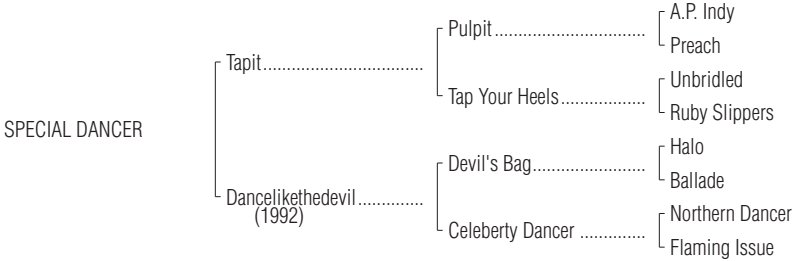 A.P. Indy
Pulpit..............................
Preach
Tapit................................
Unbridled
Tap Your Heels.................
Ruby Slippers
SPECIAL DANCER
Halo
Devil's Bag.......................
Ballade
Dancelikethedevil.............
(1992)
Northern Dancer
Celeberty Dancer .............
Flaming Issue